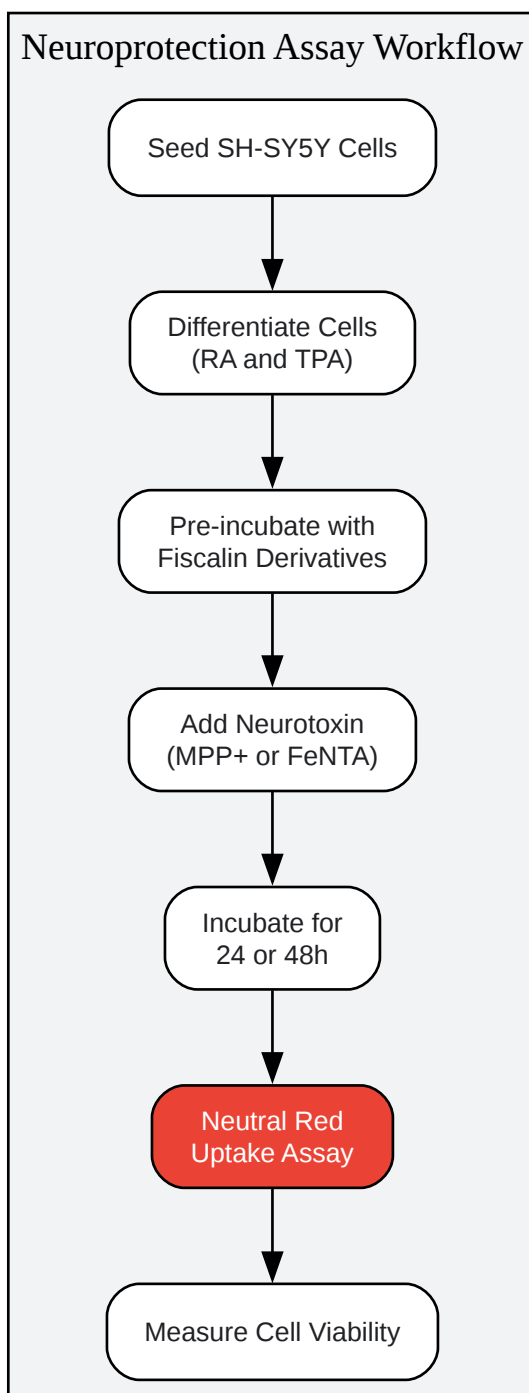 Neuroprotection Assay Workflow
Seed SH-SY5Y Cells
Differentiate Cells
(RA and TPA)
Pre-incubate with
Fiscalin Derivatives
Add Neurotoxin
(MPP+ or FeNTA)
Incubate for
24 or 48h
Neutral Red
Uptake Assay
Measure Cell Viability